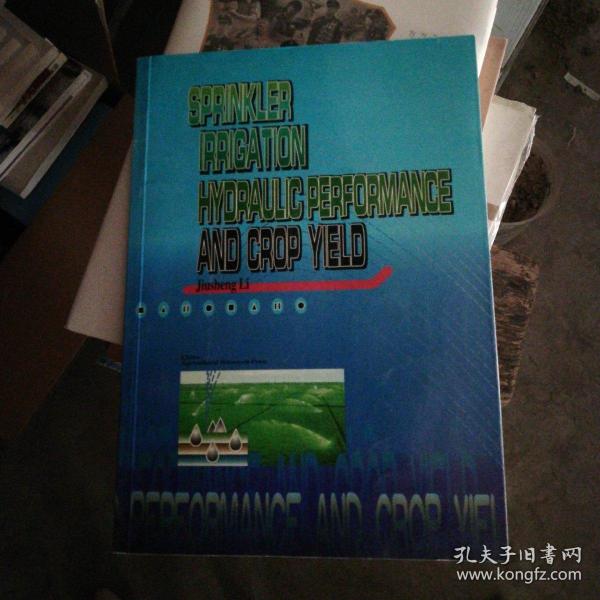 SPRINKLER
IRRIGATION
HYDRAULIC PERFORMANCE
AND CROP YIELD
Jiusheng Li
PERFORMANCE AND CROP YIEL
孔夫子旧书网
www.kongfz.com